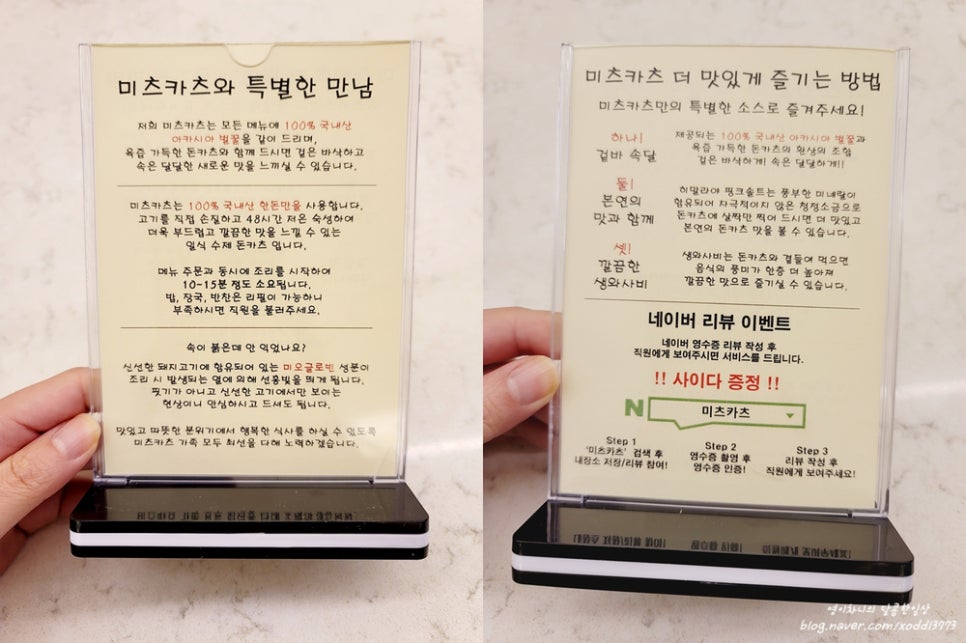 미츠카츠와 특별한 만남
저희 미츠카츠는 모든 메뉴에 100% 국내산
아카시아 벌꿀을 같이 드리며,
육즙 가득한 돈카츠와 함께 드시면 겉은 바삭하고
속은 달달한 새로운 맛을 느끼실 수 있습니다.
미츠카츠는 100% 국내산 한돈만을 사용합니다.
고기를 직접 손질하고 48시간 저온 숙성하여
더욱 부드럽고 깔끔한 맛을 느낄 수 있는
일식 수제 돈카츠 입니다.
메뉴 주문과 동시에 조리를 시작하여
10-15분 정도 소요됩니다.
밥, 장국, 반찬은 리필이 가능하니
부족하시면 직원을 불러주세요.
속이 붉은데 안 익었나요?
신선한 돼지고기에 함유되어 있는 미오글로빈 성분이
조리 시 발생되는 열에 의해 선홍빛을 띄게 됩니다.
핏기가 아니고 신선한 고기에서만 보이는
현상이니 안심하시고 드셔도 됩니다.
맛있고 따뜻한 분위기에서 행복한 식사를 하실 수 있도록
미츠카츠 가족 모두 최선을 다해 노력하겠습니다.
미츠카츠 더 맛있게 즐기는 방법
미츠카츠만의 특별한 소스로 즐겨주세요!
하나!
겉바 속달
제공되는 100% 국내산 아카시아 벌꿀과
육즙 가득한 돈카츠의 환생의 조합
겉은 바삭하게! 속은 달달하게!!
둘!
본연의
맛과 함께
히말라야 핑크솔트는 풍부한 미네랄이
함유되어 자극적이지 않은 청정소금으로
돈카츠에 살짝만 찍어 드시면 더 맛있고
본연의 돈카츠 맛을 볼 수 있습니다.
셋!
깔끔한
생와사비
생와사비는 돈카츠와 곁들여 먹으면
음식의 풍미가 한층 더 높아져
깔끔한 맛으로 즐기실 수 있습니다.
네이버 리뷰 이벤트
네이버 영수증 리뷰 작성 후
직원에게 보여주시면 서비스를 드립니다.
!! 사이다 증정 !!
N 미츠카츠
Step 1
'미츠카츠' 검색 후
내장소 저장/리뷰 참여!
Step 2
영수증 촬영 후
영수증 인증!
Step 3
리뷰 작성 후
직원에게 보여주세요!
영이차니의 달콤한일상
blog.naver.com/xoddl3773